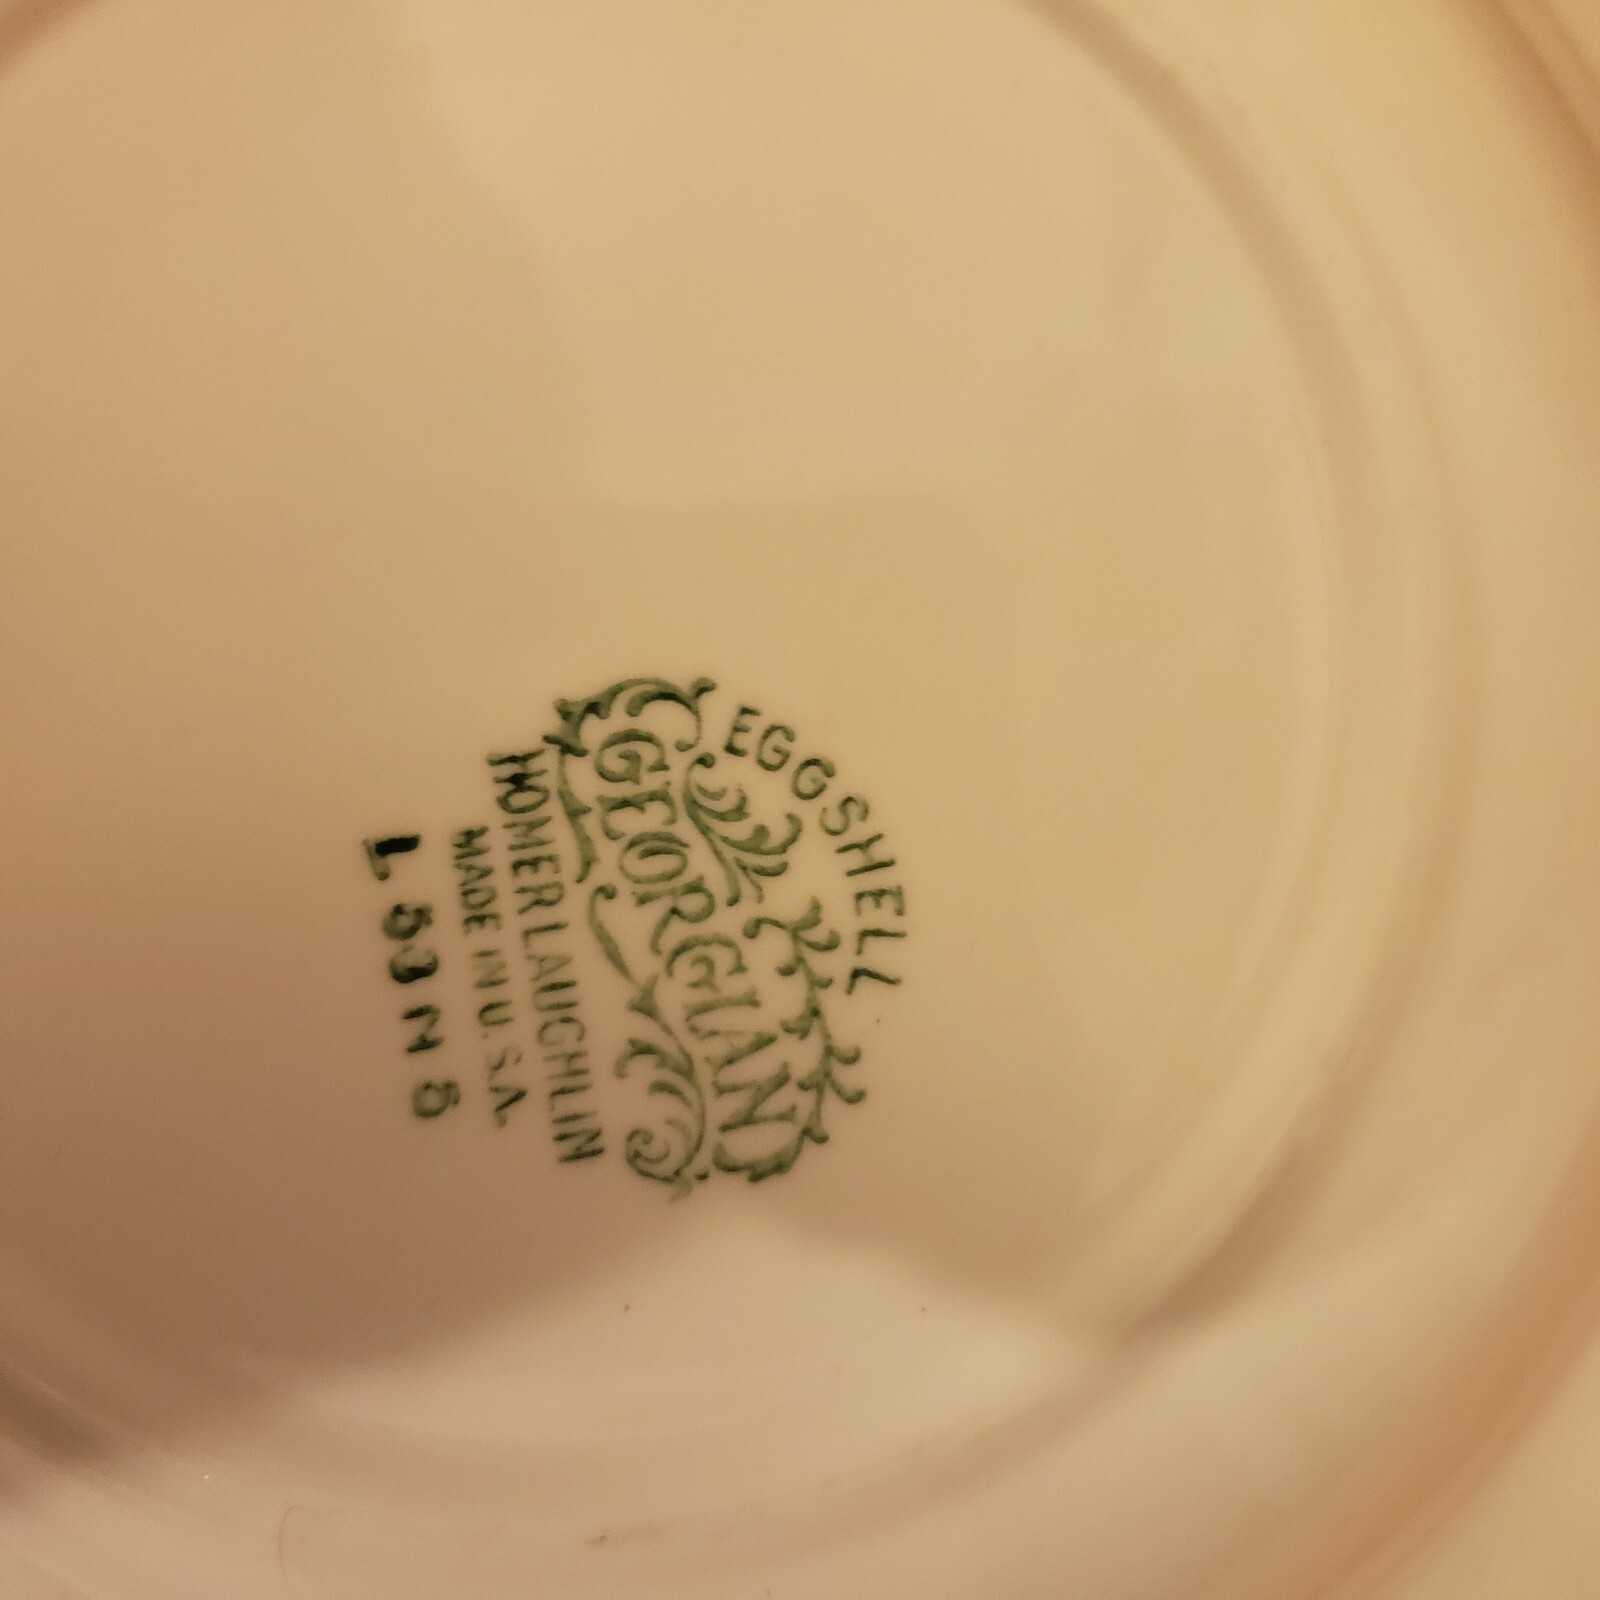 EGGSHELL
GEORGIAN
HOMER LAUGHLIN
MADE IN U.S.A.
L 53 N 5